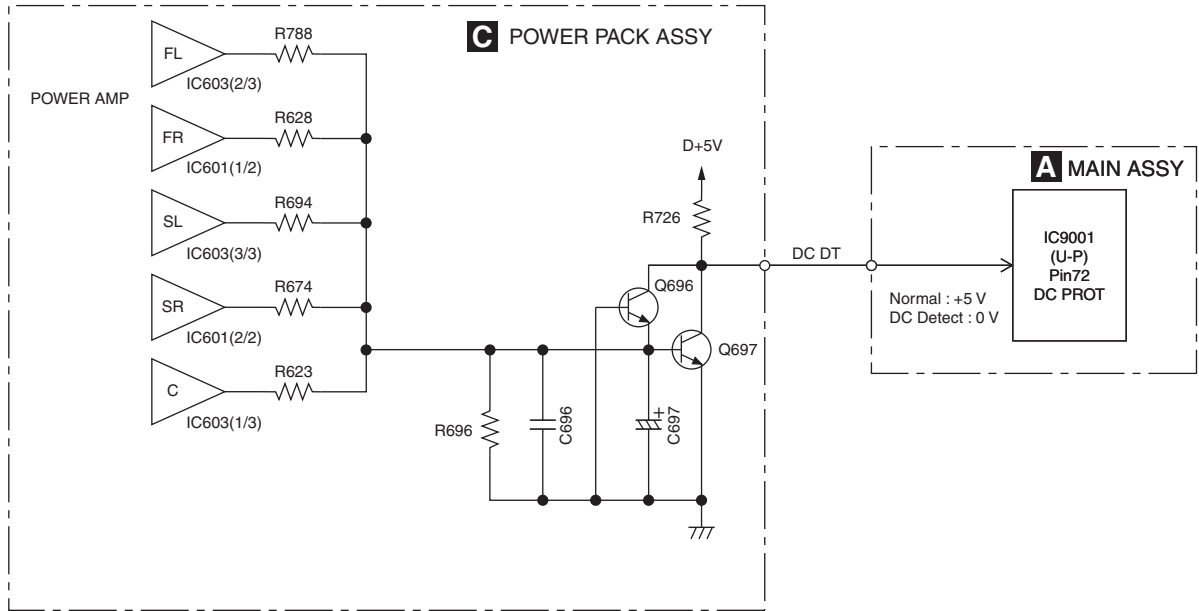 C POWER PACK ASSY
POWER AMP
FL
R788
IC603(2/3)
FR
R628
IC601(1/2)
SL
R694
IC603(3/3)
SR
R674
IC601(2/2)
C
R623
IC603(1/3)
D+5V
R726
Q696
Q697
R696
C696
+
C697
DC DT
A MAIN ASSY
IC9001
(U-P)
Pin72
DC PROT
Normal : +5 V
DC Detect : 0 V